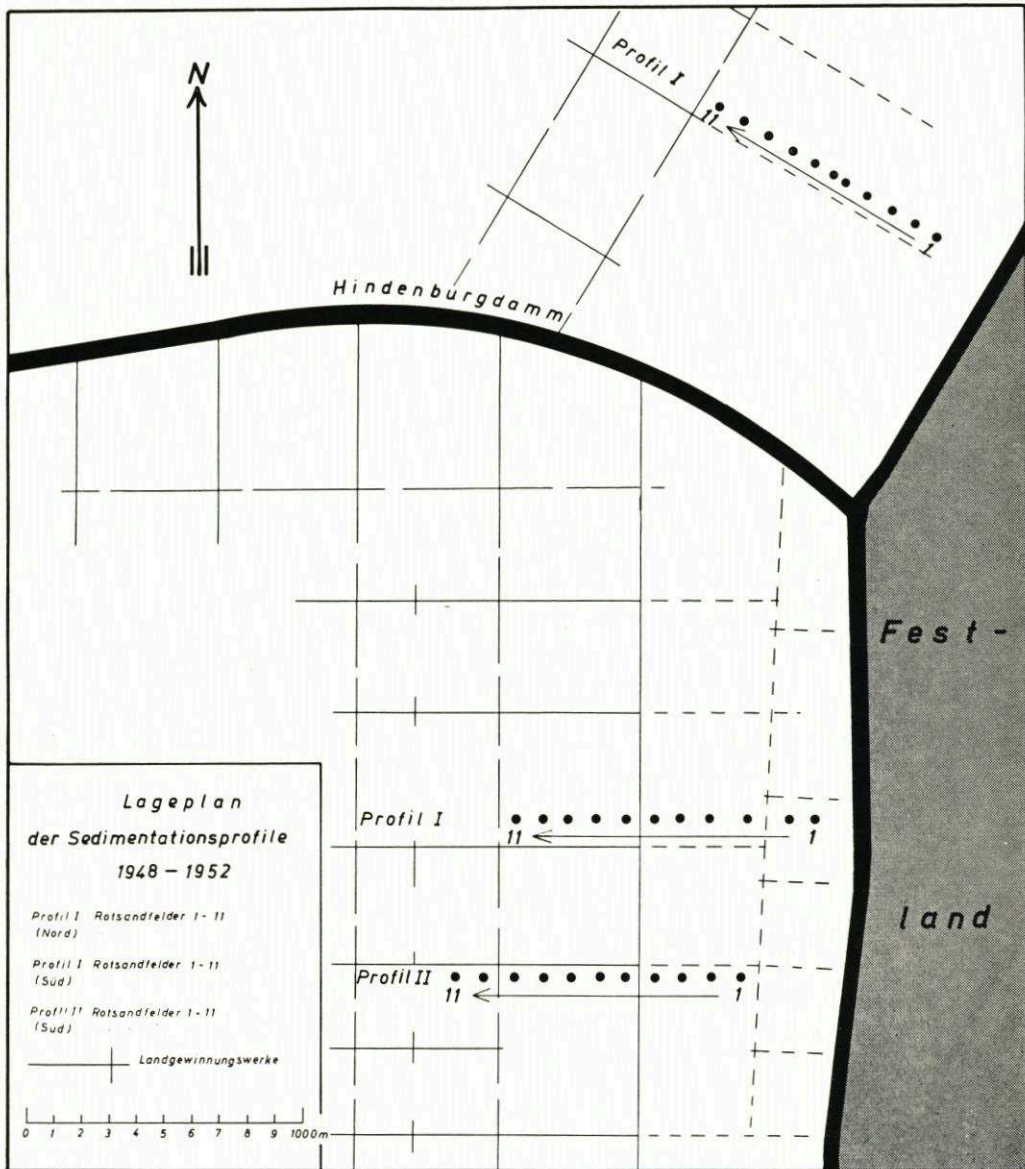 N
Profil I
11
1
Hindenburgdamm
Fest-
land
Profil I
11
1
Profil II
11
1
Lageplan
der Sedimentationsprofile
1948 – 1952
Profil I Rotsandfelder 1 - 11
(Nord)
Profil I Rotsandfelder 1 - 11
(Süd)
Profil II Rotsandfelder 1 - 11
(Süd)
Landgewinnungswerke
0 1 2 3 4 5 6 7 8 9 1000m